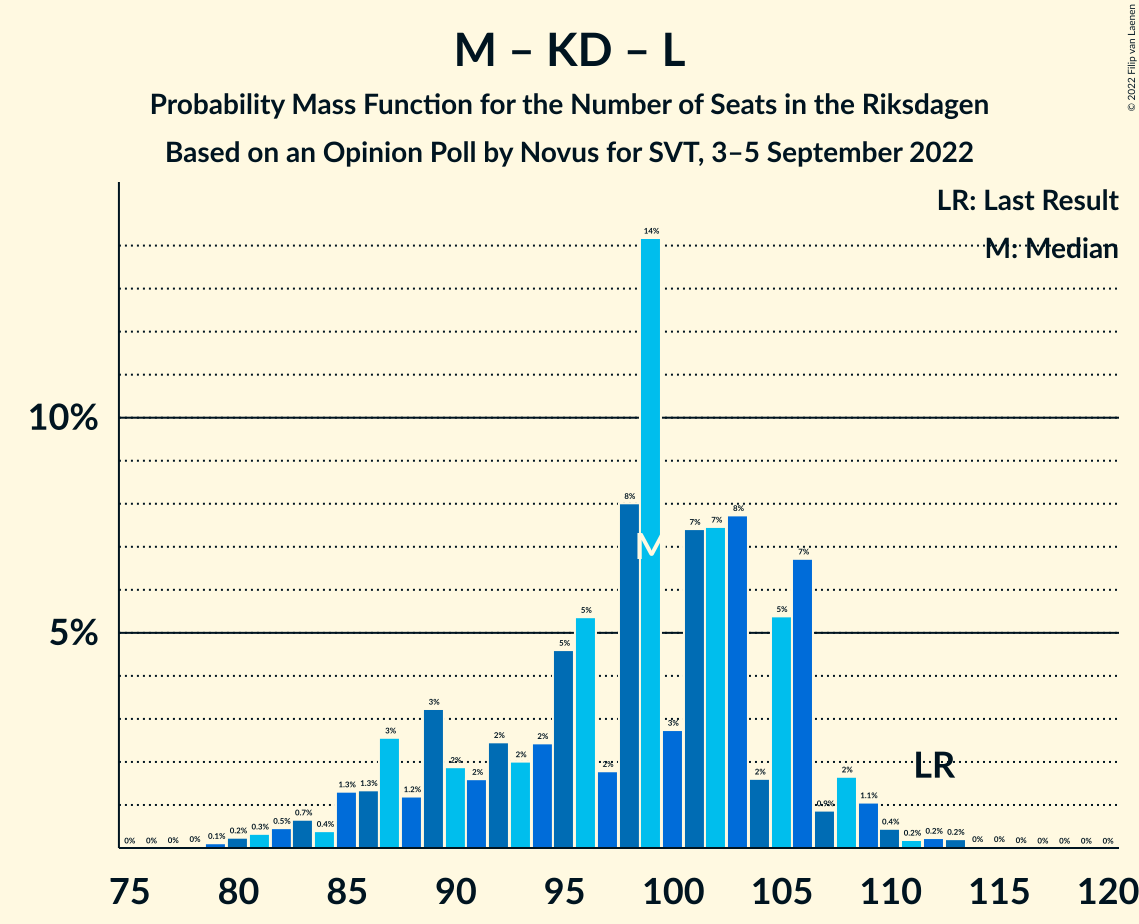 M – KD – L
Probability Mass Function for the Number of Seats in the Riksdagen
Based on an Opinion Poll by Novus for SVT, 3–5 September 2022
© 2022 Filip van Laenen
LR: Last Result
M: Median
10%
5%
0% 0% 0% 0% 0.1% 0.2% 0.3% 0.5% 0.7% 0.4% 1.3% 1.3% 3% 1.2% 3% 2% 2% 2% 2% 2% 5% 5% 2% 8% 14% 3% 7% 7% 8% 2% 5% 7% 0.9% 2% 1.1% 0.4% 0.2% 0.2% 0.2% 0% 0% 0% 0% 0% 0% 0%
M
LR
75 80 85 90 95 100 105 110 115 120